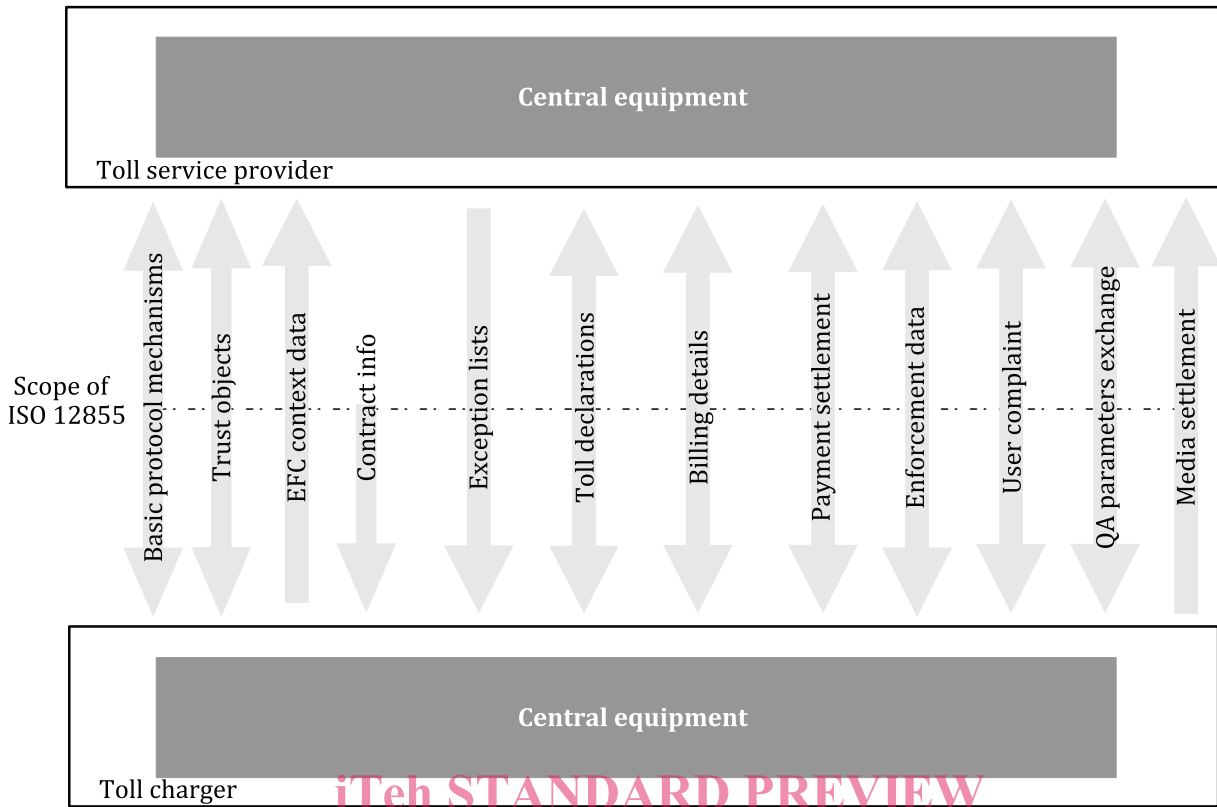 Central equipment
Toll service provider
Basic protocol mechanisms
Trust objects
EFC context data
Contract info
Exception lists
Toll declarations
Billing details
Payment settlement
Enforcement data
User complaint
QA parameters exchange
Media settlement
Scope of
ISO 12855
Central equipment
Toll charger
iTeh STANDARD PREVIEW